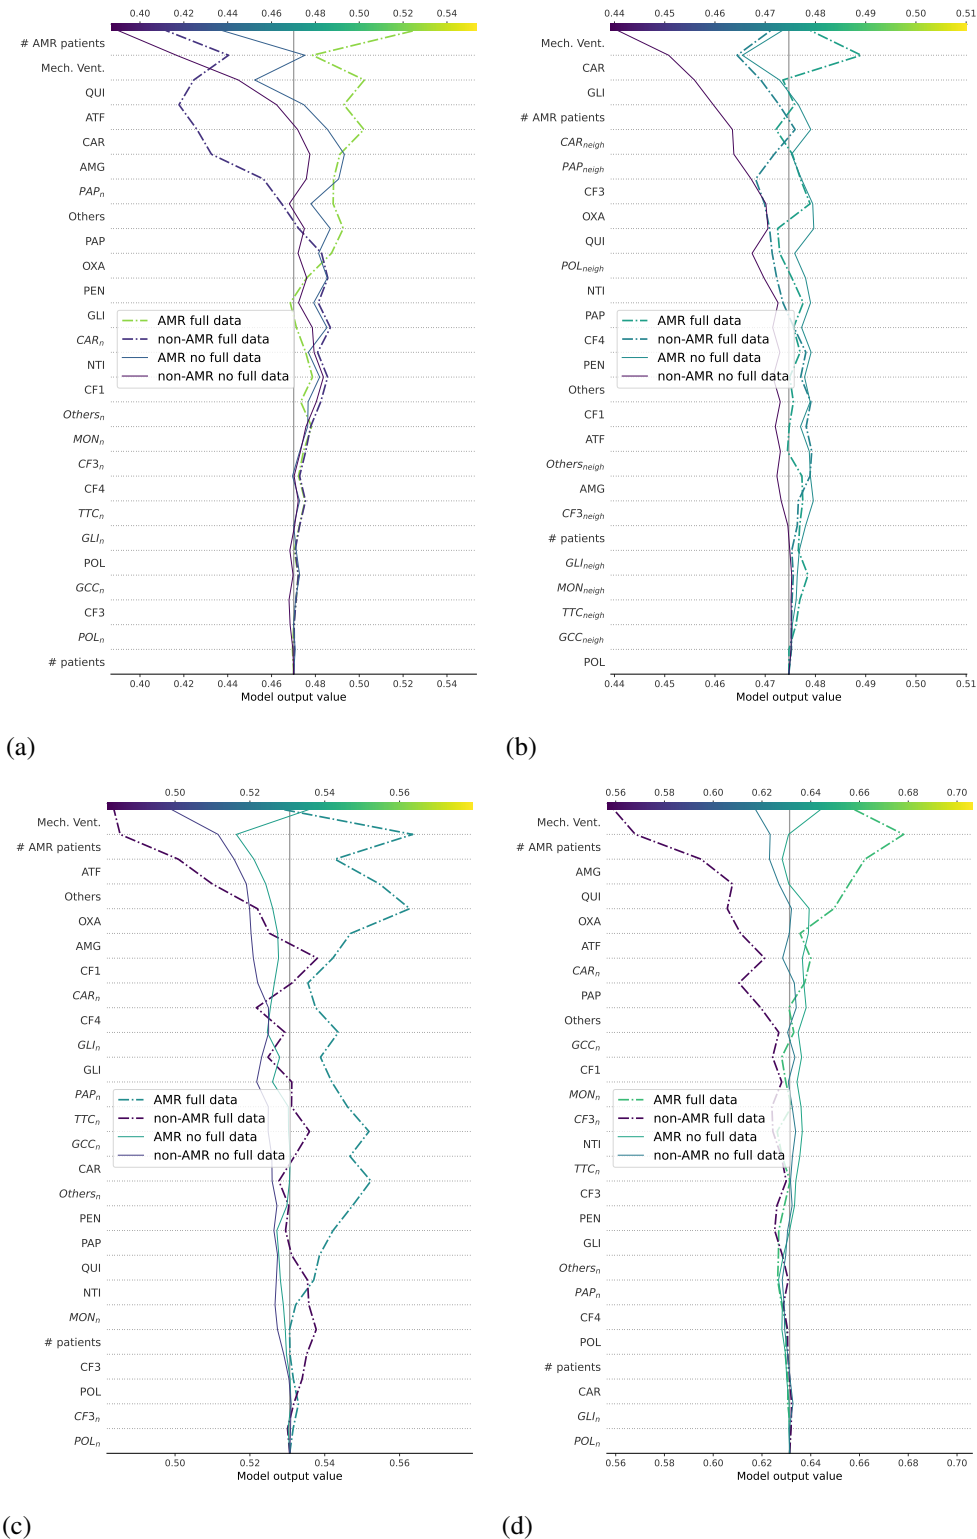 0.40 0.42 0.44 0.46 0.48 0.50 0.52 0.54
# AMR patients
Mech. Vent.
QUI
ATF
CAR
AMG
PAPn
Others
PAP
OXA
PEN
GLI
CARn
NTI
CF1
Othersn
MONn
CF3n
CF4
TTCn
GLIn
POL
GCCn
CF3
POLn
# patients
AMR full data
non-AMR full data
AMR no full data
non-AMR no full data
0.40 0.42 0.44 0.46 0.48 0.50 0.52 0.54
Model output value
(a)
0.44 0.45 0.46 0.47 0.48 0.49 0.50 0.51
Mech. Vent.
CAR
GLI
# AMR patients
CARneigh
PAPneigh
CF3
OXA
QUI
POLneigh
NTI
PAP
CF4
PEN
Others
CF1
ATF
Othersneigh
AMG
CF3neigh
# patients
GLIneigh
MONneigh
TTCneigh
GCCneigh
POL
AMR full data
non-AMR full data
AMR no full data
non-AMR no full data
0.44 0.45 0.46 0.47 0.48 0.49 0.50 0.51
Model output value
(b)
0.50 0.52 0.54 0.56
Mech. Vent.
# AMR patients
ATF
Others
OXA
AMG
CF1
CARn
CF4
GLIn
GLI
PAPn
TTCn
GCCn
CAR
Othersn
PEN
PAP
QUI
NTI
MONn
# patients
CF3
POL
CF3n
POLn
AMR full data
non-AMR full data
AMR no full data
non-AMR no full data
0.50 0.52 0.54 0.56
Model output value
(c)
0.56 0.58 0.60 0.62 0.64 0.66 0.68 0.70
Mech. Vent.
# AMR patients
AMG
QUI
OXA
ATF
CARn
PAP
Others
GCCn
CF1
MONn
CF3n
NTI
TTCn
CF3
PEN
GLI
Othersn
PAPn
CF4
POL
# patients
CAR
GLIn
POLn
AMR full data
non-AMR full data
AMR no full data
non-AMR no full data
0.56 0.58 0.60 0.62 0.64 0.66 0.68 0.70
Model output value
(d)